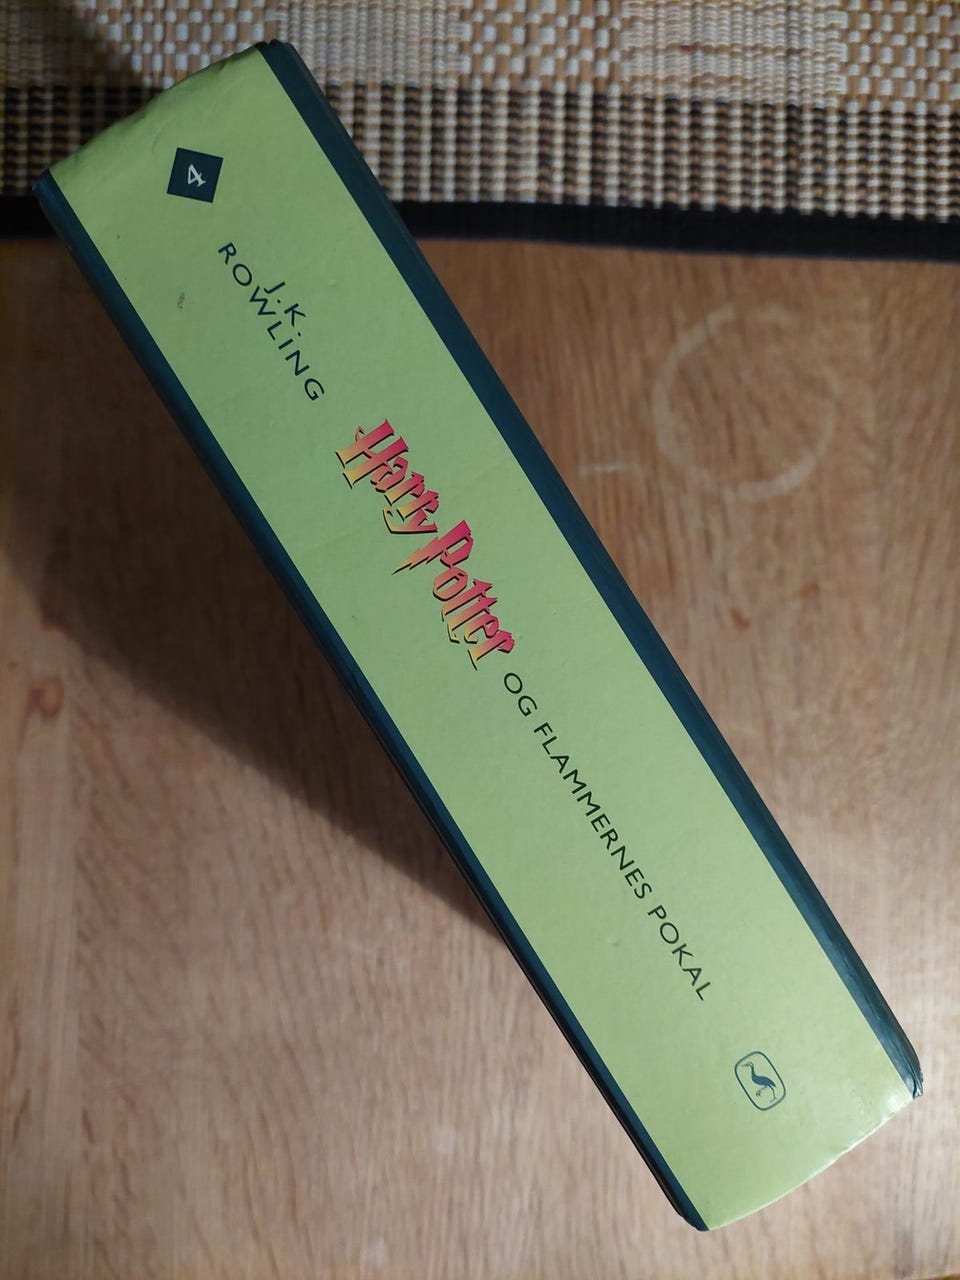 4
J.K.
ROWLING
Harry Potter
OG FLAMMERNES POKAL